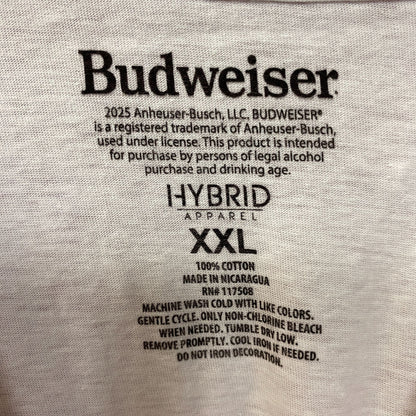 Budweiser
2025 Anheuser-Busch, LLC. BUDWEISER®
is a registered trademark of Anheuser-Busch,
used under license. This product is intended
for purchase by persons of legal alcohol
purchase and drinking age.
HYBRID
APPAREL
XXL
100% COTTON
MADE IN NICARAGUA
RN# 117508
MACHINE WASH COLD WITH LIKE COLORS.
GENTLE CYCLE. ONLY NON-CHLORINE BLEACH
WHEN NEEDED. TUMBLE DRY LOW.
REMOVE PROMPTLY. COOL IRON IF NEEDED.
DO NOT IRON DECORATION.